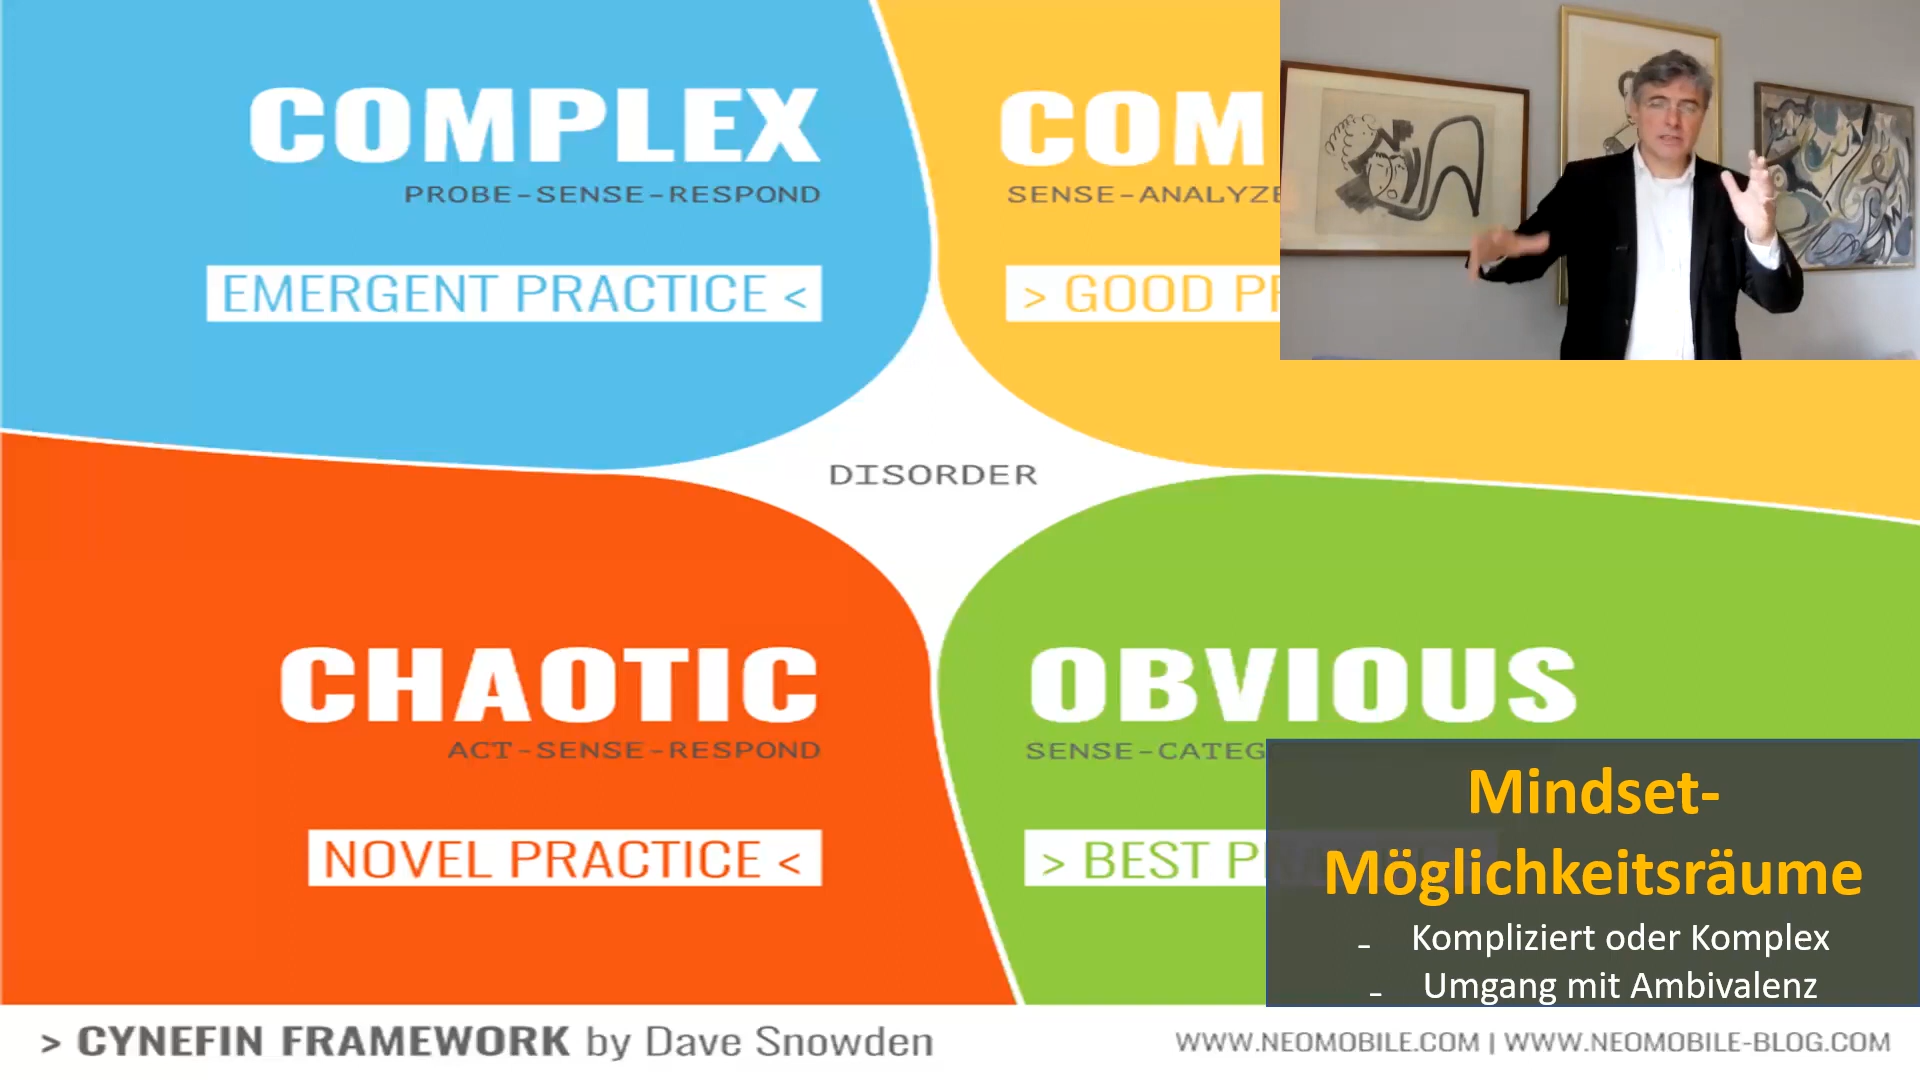 COMPLEX
PROBE-SENSE-RESPOND
EMERGENT PRACTICE <
COM
SENSE-ANALYZE
> GOOD
DISORDER
CHAOTIC
ACT-SENSE-RESPOND
NOVEL PRACTICE <
OBVIOUS
SENSE-CATEG
> BEST
Mindset-
Möglichkeitsräume
- Kompliziert oder Komplex
- Umgang mit Ambivalenz
> CYNEFIN FRAMEWORK by Dave Snowden
WWW.NEOMOBILE.COM | WWW.NEOMOBILE-BLOG.COM